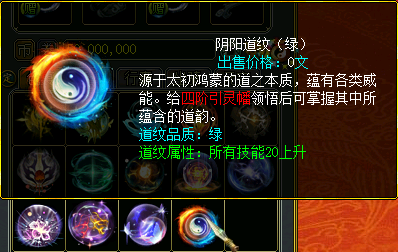 阴阳道纹（绿）
出售价格：0文
源于太初鸿蒙的道之本质，蕴有各类威
能。给四阶引灵幡领悟后可掌握其中所
蕴含的道韵。
道纹品质：绿
道纹属性：所有技能20上升